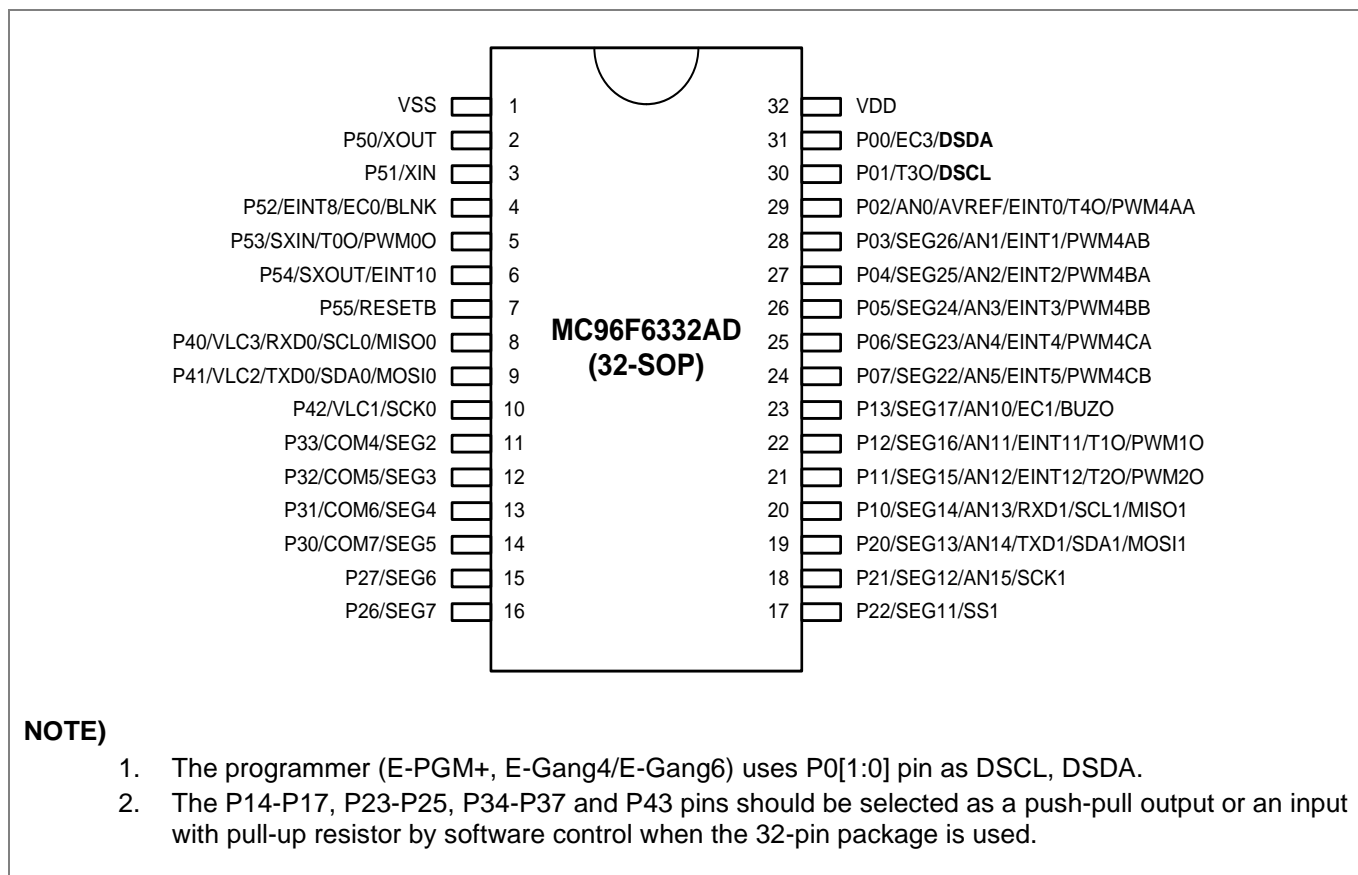 VSS 1 32 VDD
P50/XOUT 2 31 P00/EC3/DSDA
P51/XIN 3 30 P01/T3O/DSCL
P52/EINT8/EC0/BLNK 4 29 P02/AN0/AVREF/EINT0/T4O/PWM4AA
P53/SXIN/T0O/PWM0O 5 28 P03/SEG26/AN1/EINT1/PWM4AB
P54/SXOUT/EINT10 6 27 P04/SEG25/AN2/EINT2/PWM4BA
P55/RESETB 7 26 P05/SEG24/AN3/EINT3/PWM4BB
MC96F6332AD
(32-SOP)
P40/VLC3/RXD0/SCL0/MISO0 8 25 P06/SEG23/AN4/EINT4/PWM4CA
P41/VLC2/TXD0/SDA0/MOSI0 9 24 P07/SEG22/AN5/EINT5/PWM4CB
P42/VLC1/SCK0 10 23 P13/SEG17/AN10/EC1/BUZO
P33/COM4/SEG2 11 22 P12/SEG16/AN11/EINT11/T1O/PWM1O
P32/COM5/SEG3 12 21 P11/SEG15/AN12/EINT12/T2O/PWM2O
P31/COM6/SEG4 13 20 P10/SEG14/AN13/RXD1/SCL1/MISO1
P30/COM7/SEG5 14 19 P20/SEG13/AN14/TXD1/SDA1/MOSI1
P27/SEG6 15 18 P21/SEG12/AN15/SCK1
P26/SEG7 16 17 P22/SEG11/SS1
NOTE)
1. The programmer (E-PGM+, E-Gang4/E-Gang6) uses P0[1:0] pin as DSCL, DSDA.
2. The P14-P17, P23-P25, P34-P37 and P43 pins should be selected as a push-pull output or an input
with pull-up resistor by software control when the 32-pin package is used.